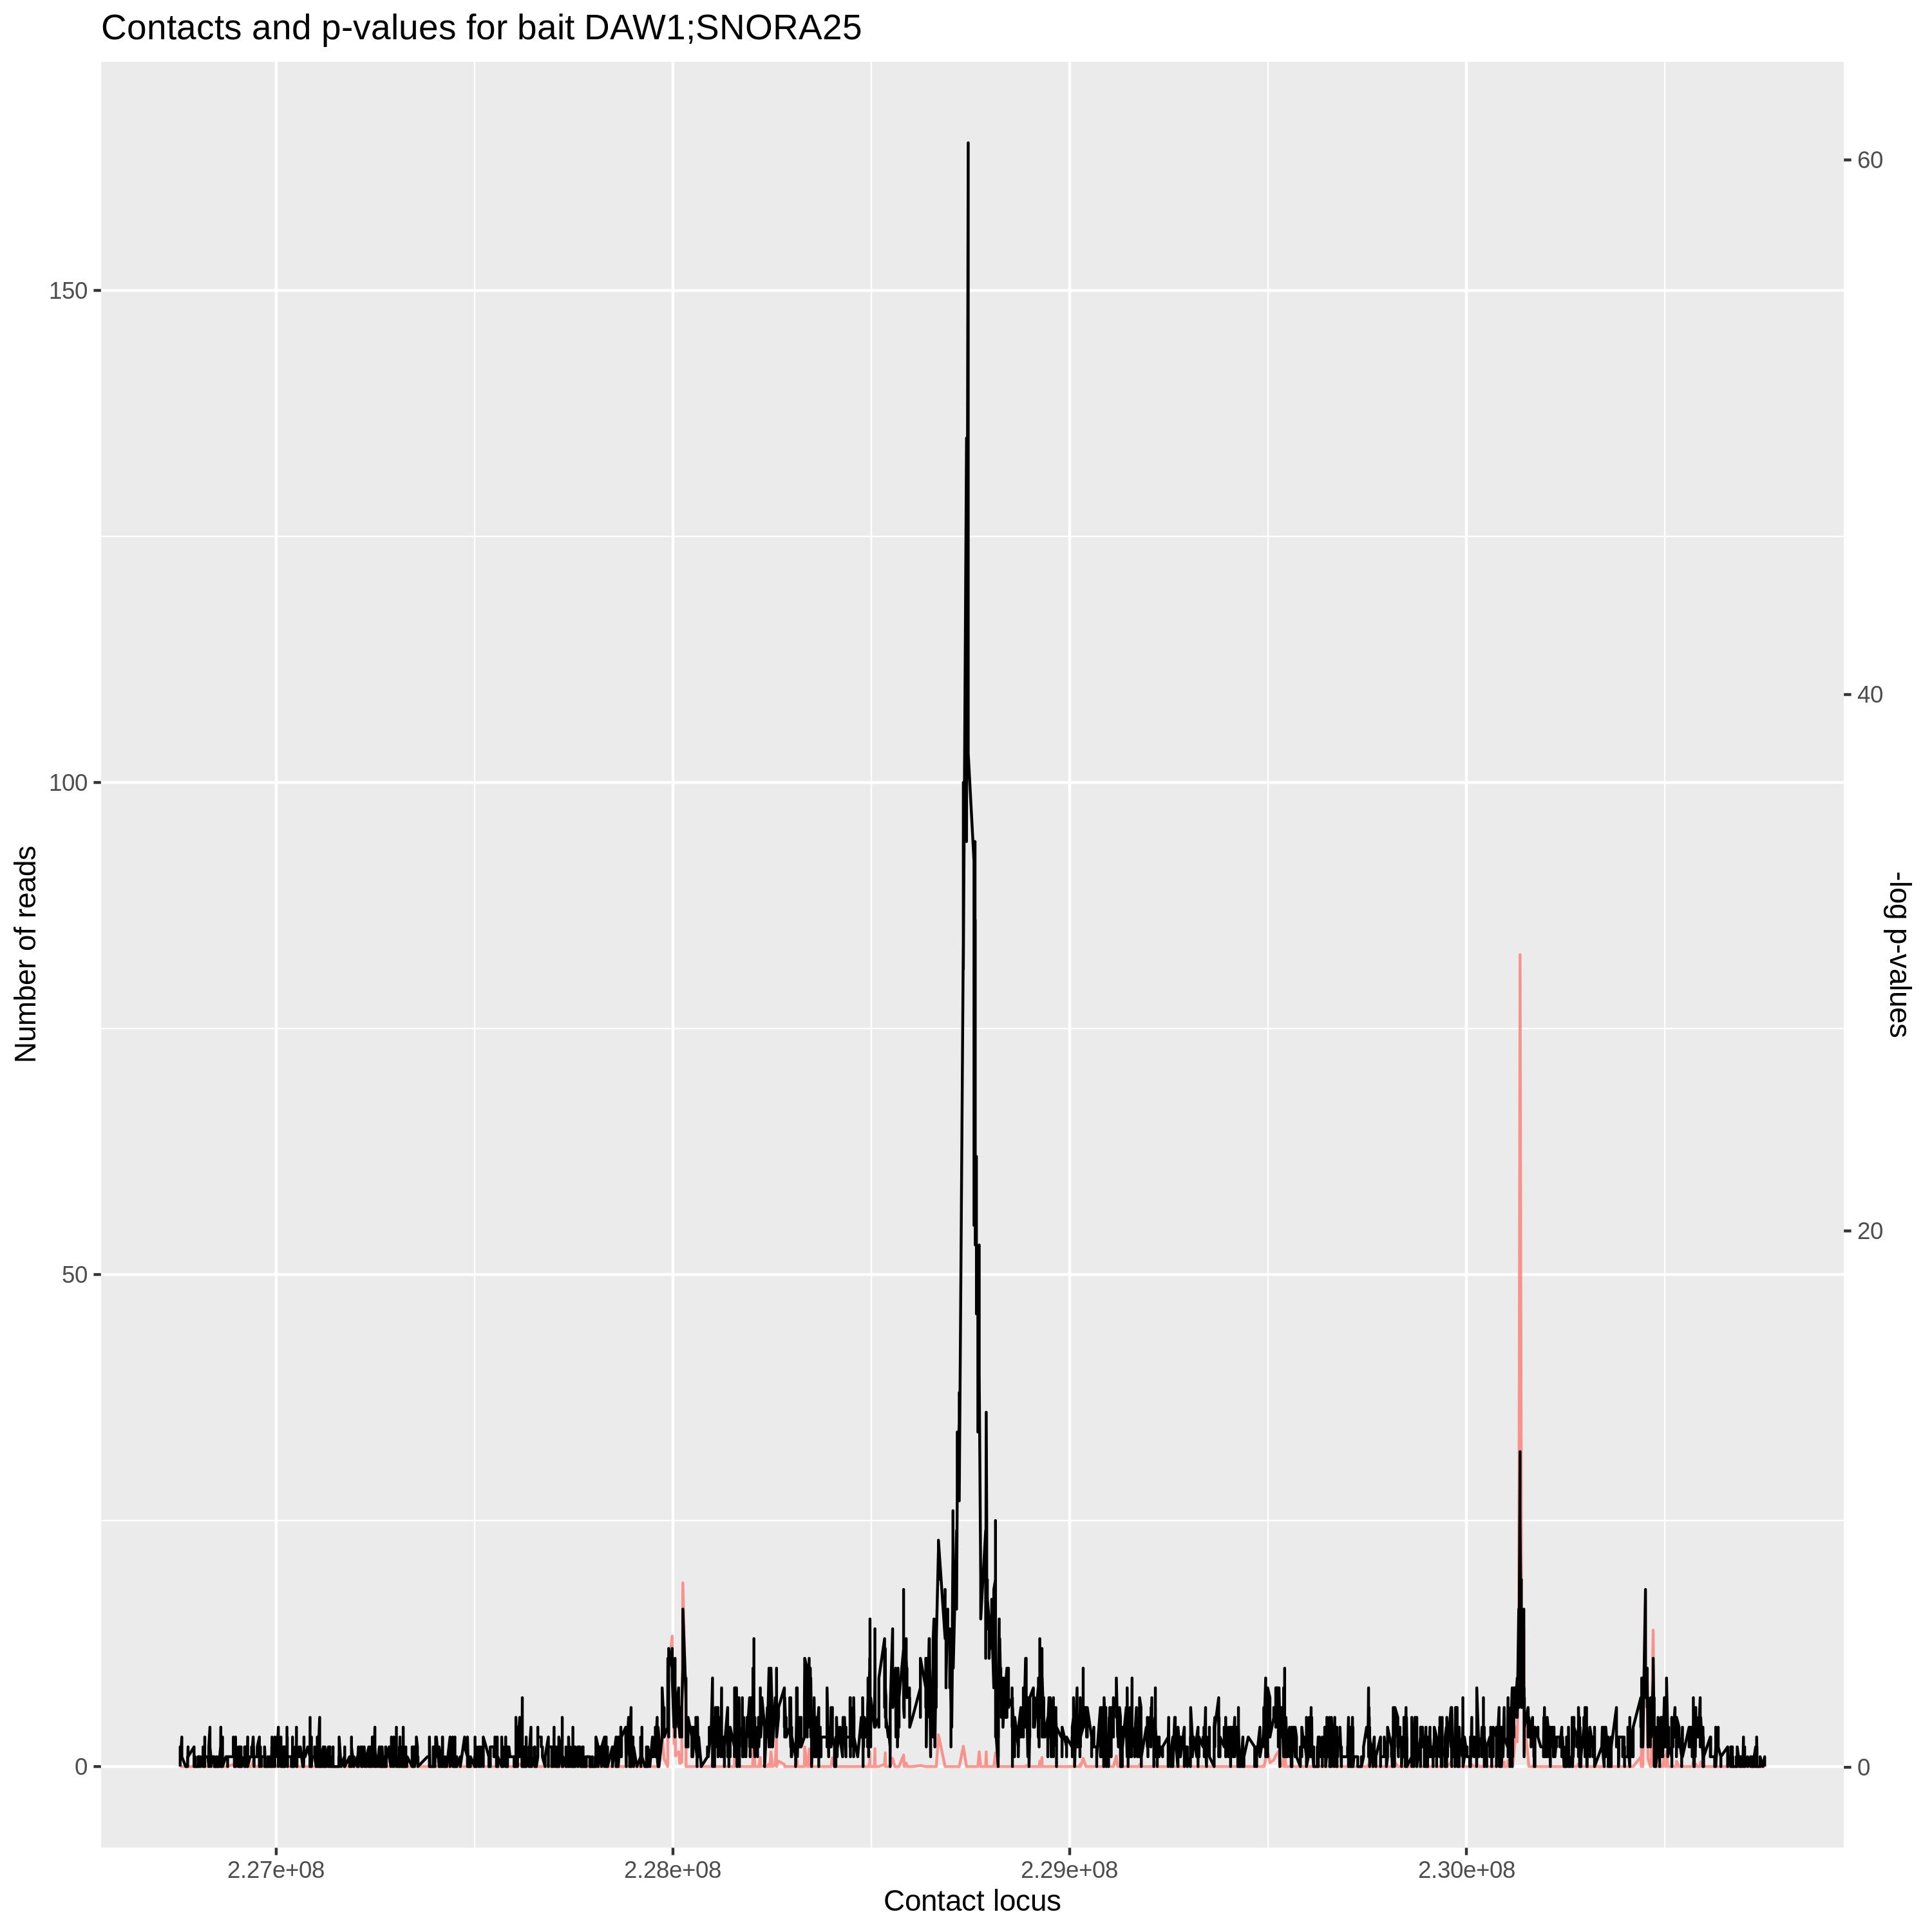 Contacts and p-values for bait DAW1;SNORA25
150
100
50
0
Number of reads
60
40
20
0
-log p-values
2.27e+08
2.28e+08
2.29e+08
2.30e+08
Contact locus